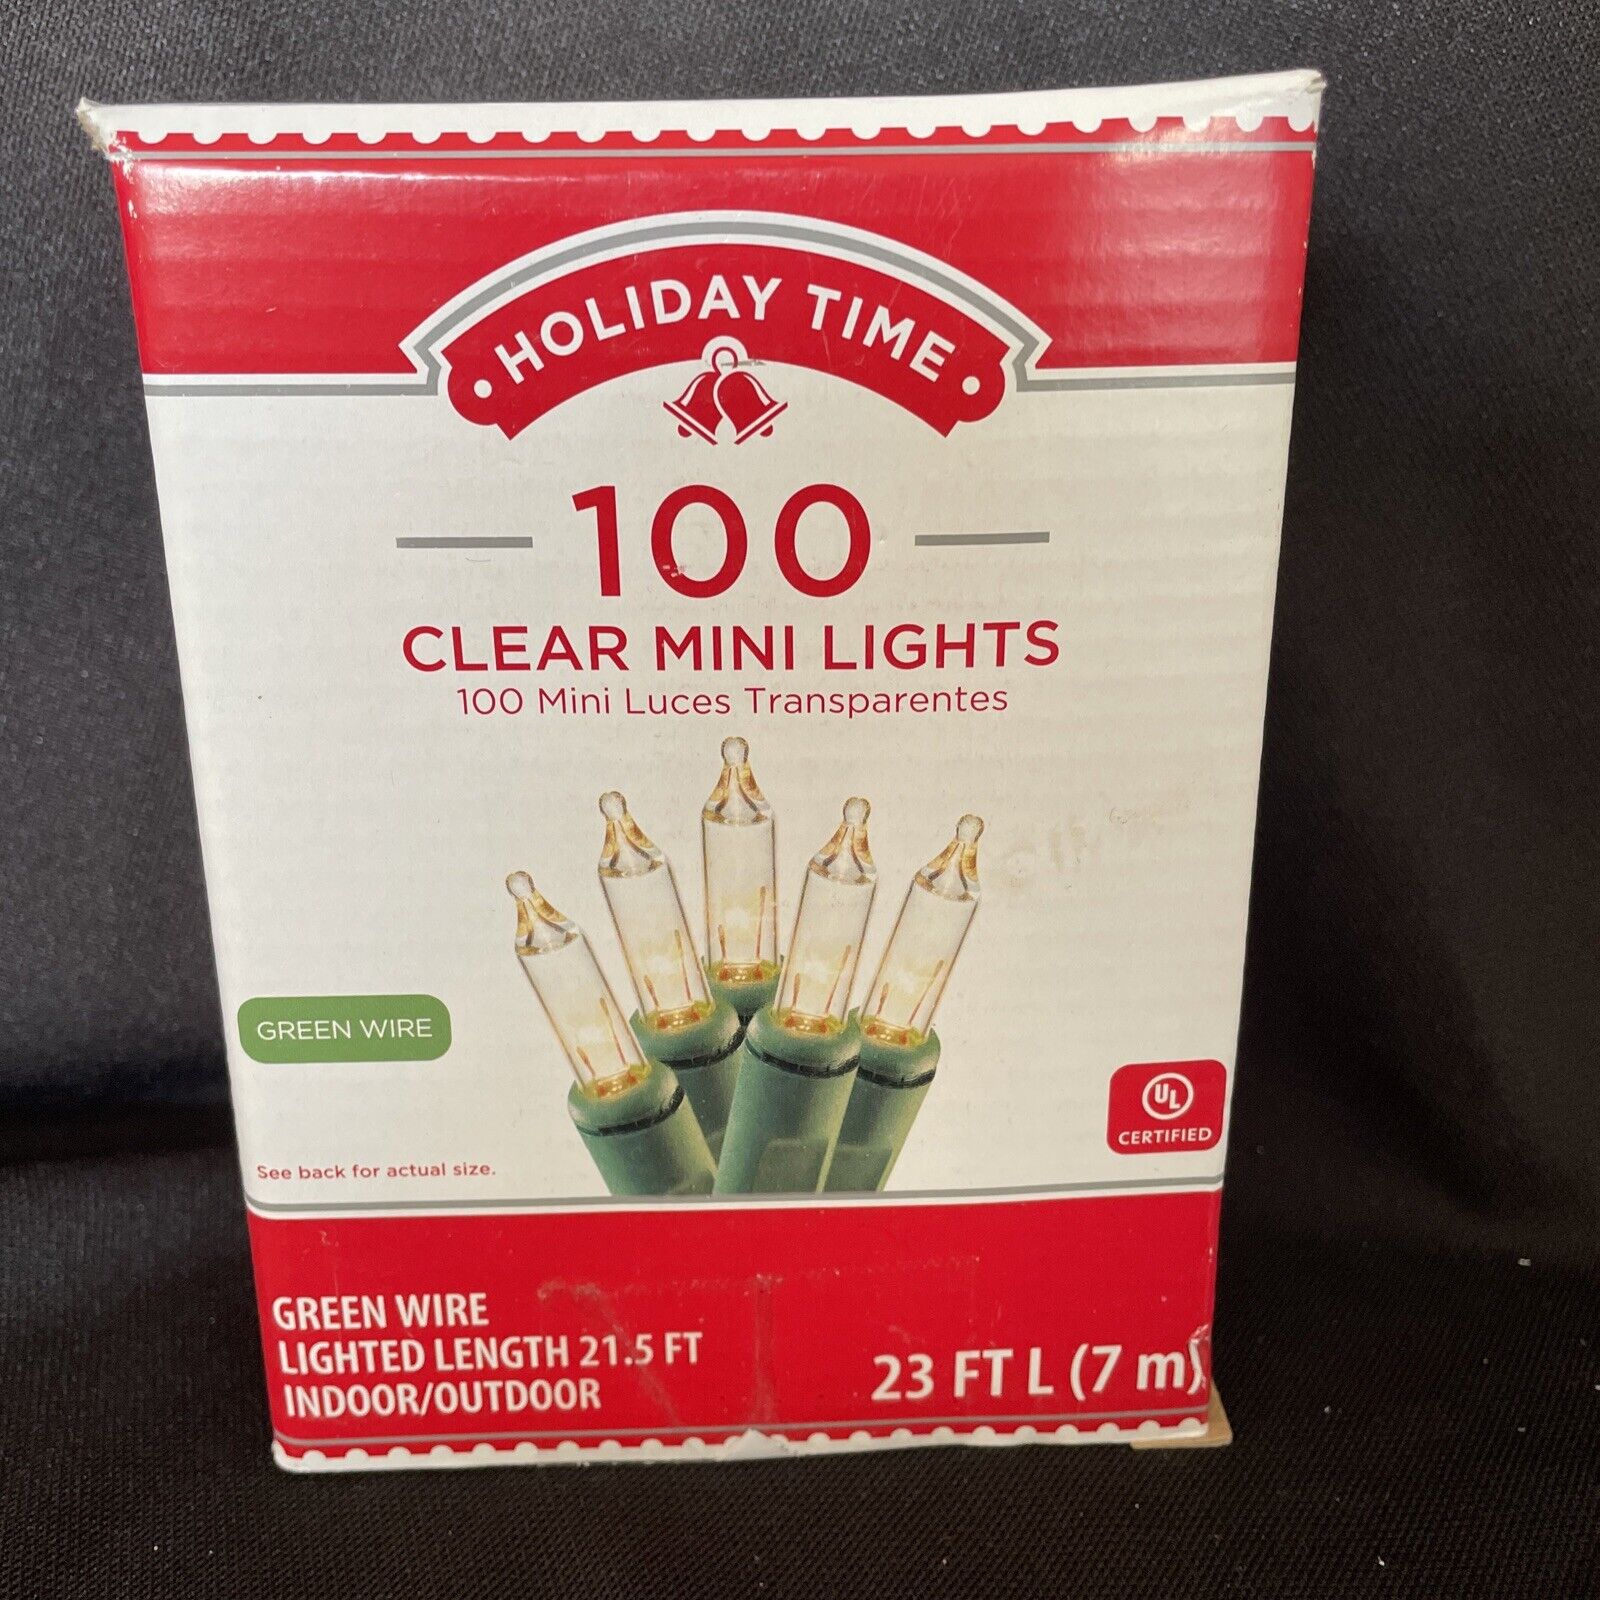 HOLIDAY TIME
100
CLEAR MINI LIGHTS
100 Mini Luces Transparentes
GREEN WIRE
UL
CERTIFIED
See back for actual size.
GREEN WIRE
LIGHTED LENGTH 21.5 FT
INDOOR/OUTDOOR
23 FT L (7 m)